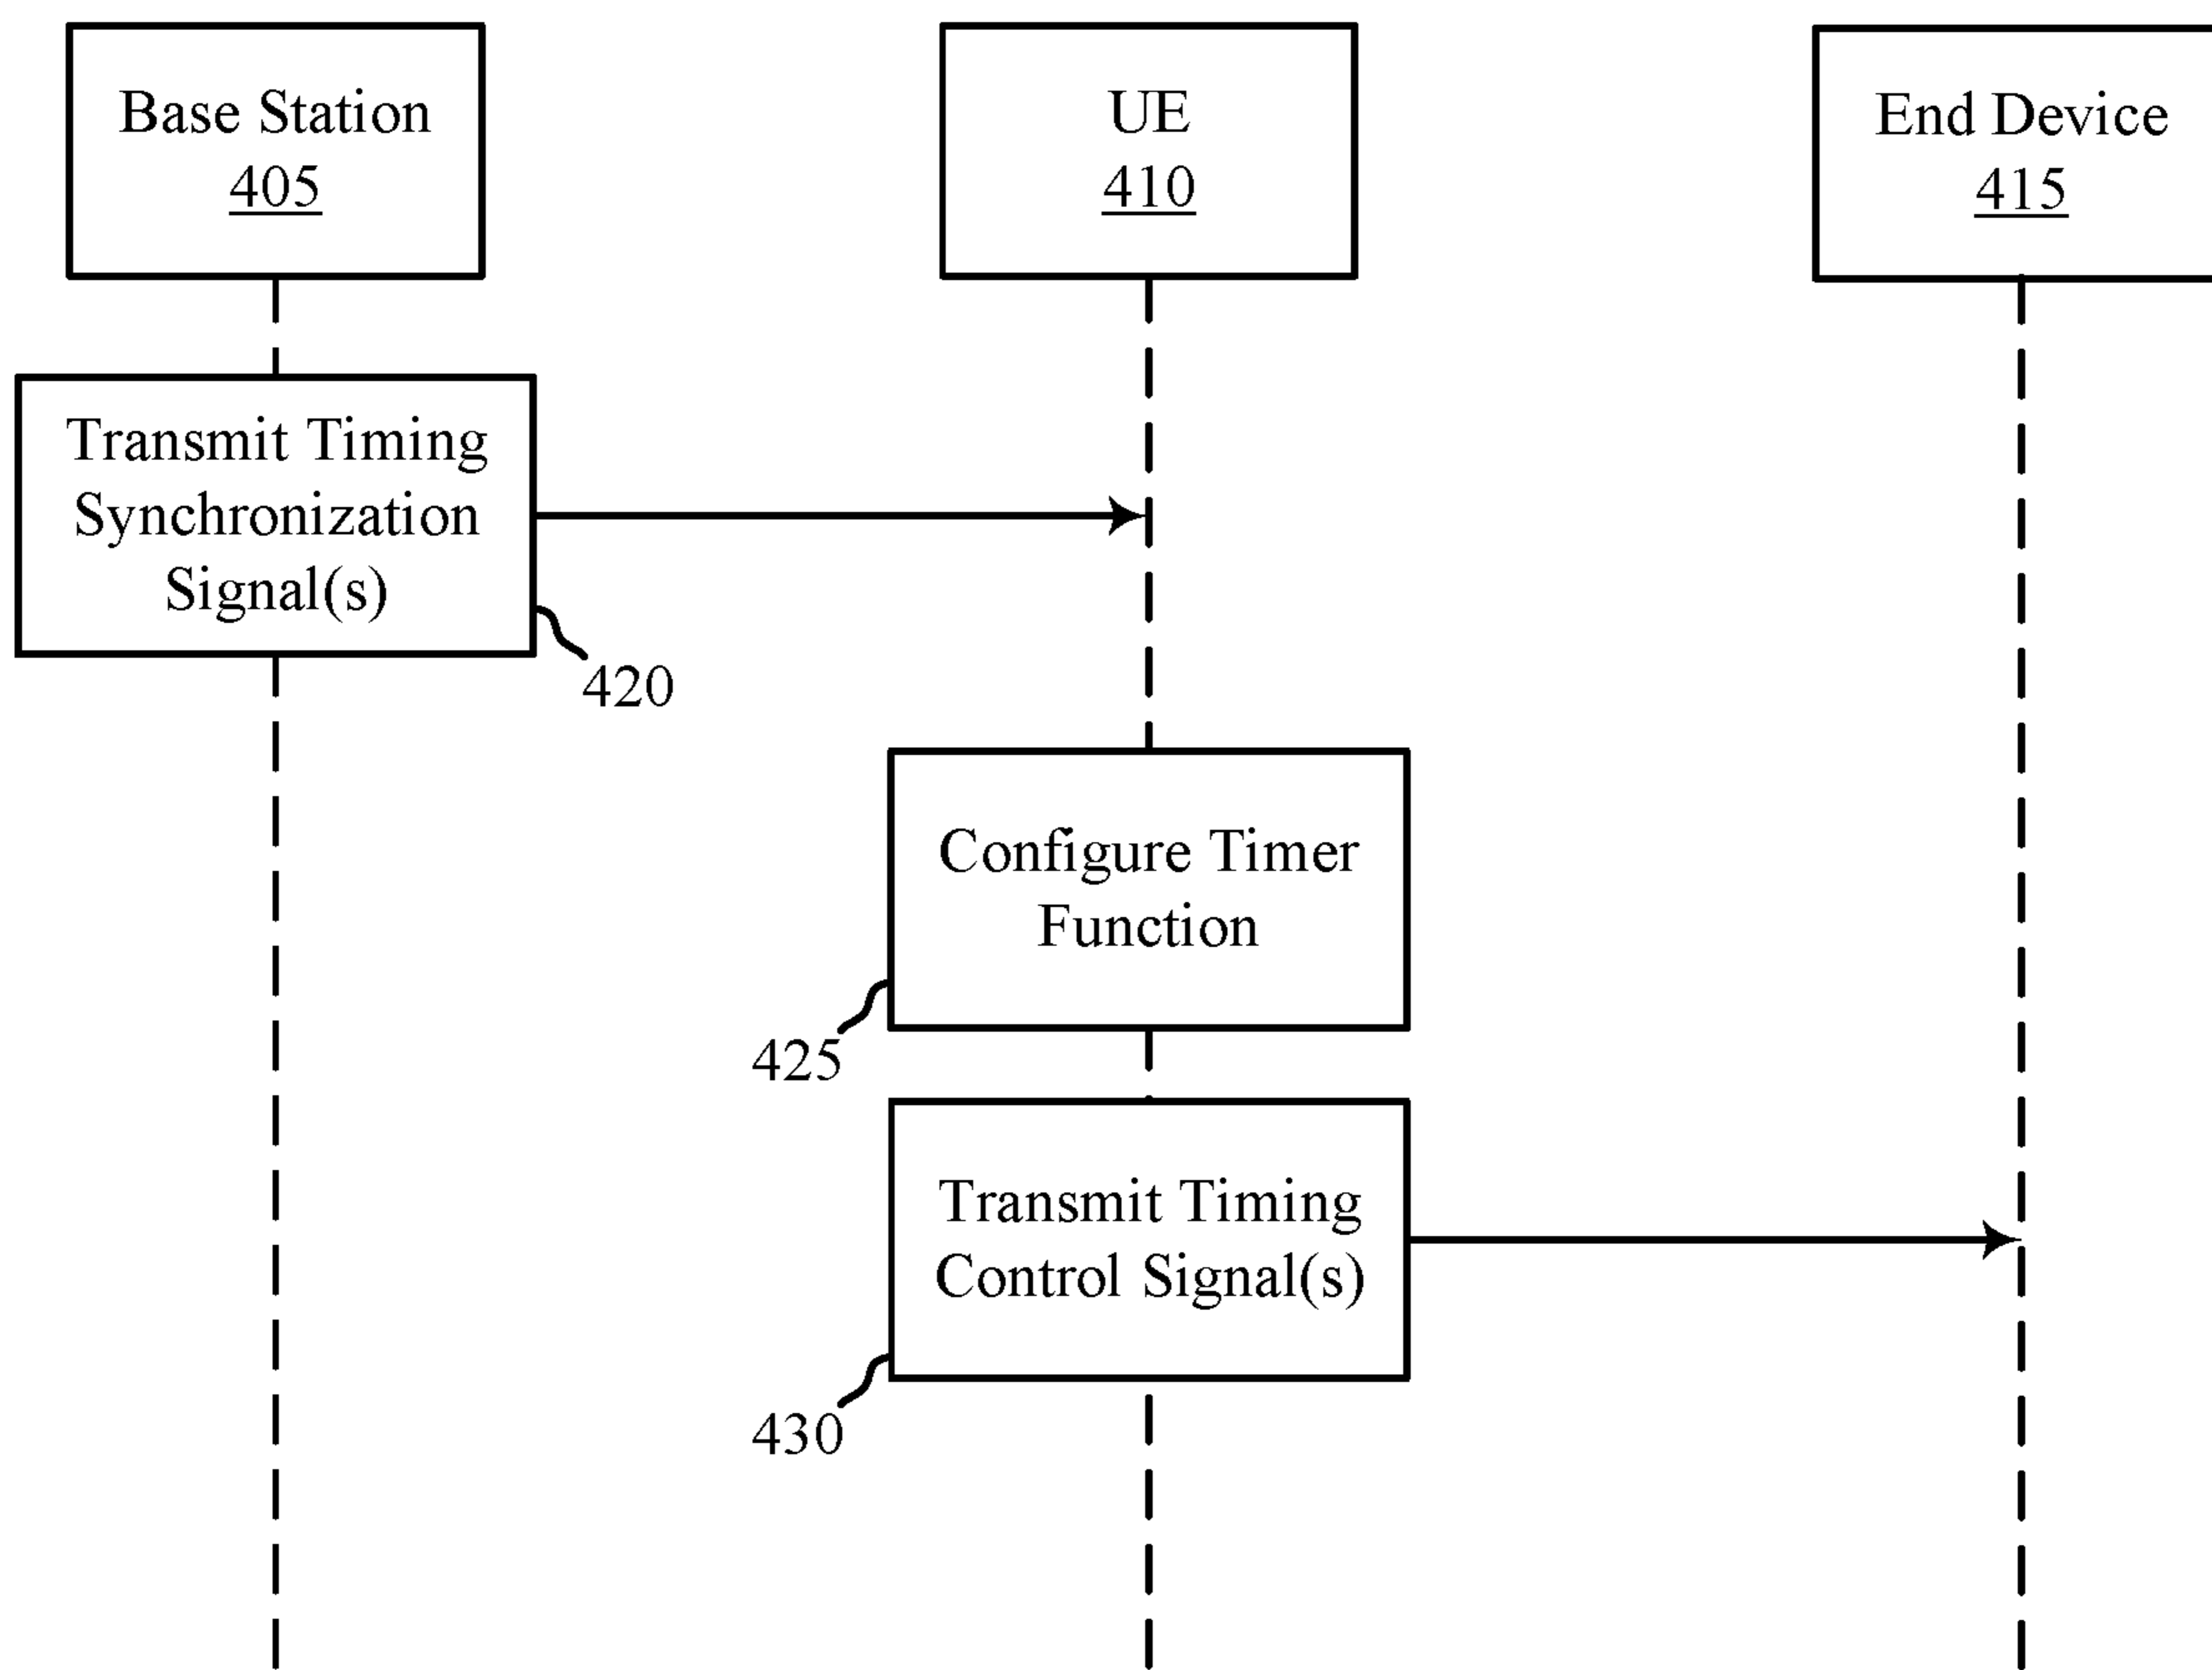 Base Station
405
UE
410
End Device
415
Transmit Timing
Synchronization
Signal(s)
420
Configure Timer
Function
425
Transmit Timing
Control Signal(s)
430